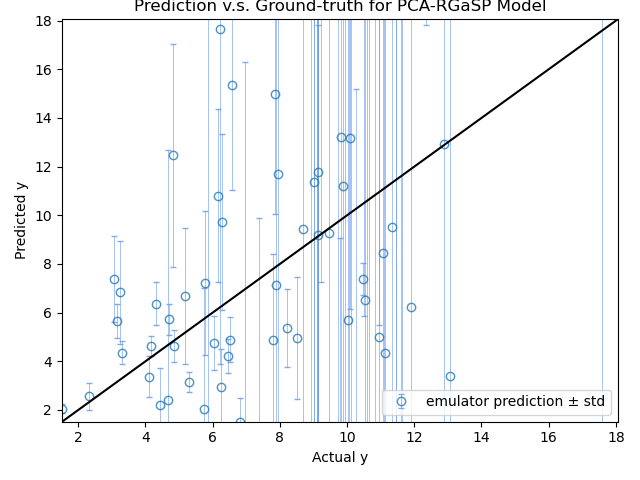 Prediction v.s. Ground-truth for PCA-RGaSP Model
18
16
14
12
10
8
6
4
2
Predicted y
emulator prediction ± std
2 4 6 8 10 12 14 16 18
Actual y